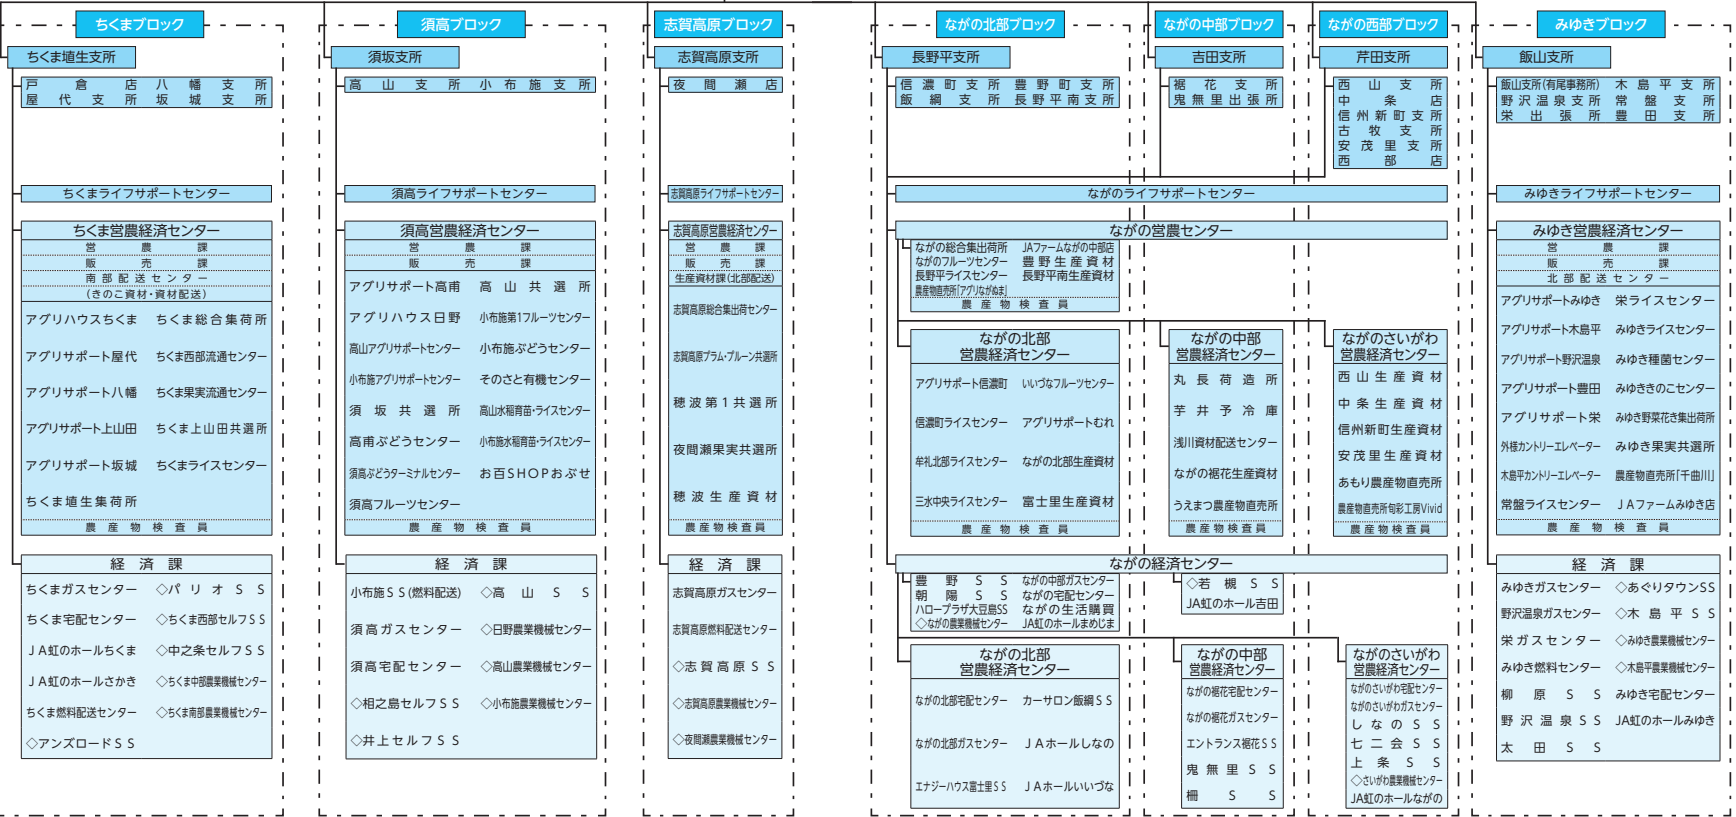 ちくまブロック
ちくま埴生支所
戸倉店 八幡支所
屋代支所 坂城支所
ちくまライフサポートセンター
ちくま営農経済センター
営農課
販売課
南部配送センター
(きのこ資材・資材配送)
アグリハウスちくま ちくま総合集荷所
アグリサポート屋代 ちくま西部流通センター
アグリサポート八幡 ちくま果実流通センター
アグリサポート上山田 ちくま上山田共選所
アグリサポート坂城 ちくまライスセンター
ちくま埴生集荷所
農産物検査員
経済課
ちくまガスセンター ◇パリオSS
ちくま宅配センター ◇ちくま西部セルフSS
JA虹のホールちくま ◇中之条セルフSS
JA虹のホールさかき ◇ちくま中部農業機械センター
ちくま燃料配送センター ◇ちくま南部農業機械センター
◇アンズロードSS
須高ブロック
須坂支所
高山支所 小布施支所
須高ライフサポートセンター
須高営農経済センター
営農課
販売課
アグリサポート高甫 高山共選所
アグリハウス日野 小布施第1フルーツセンター
高山アグリサポートセンター 小布施ぶどうセンター
小布施アグリサポートセンター そのさと有機センター
須坂共選所 高山水稲育苗・ライスセンター
高甫ぶどうセンター 小布施水稲育苗・ライスセンター
須高ぶどうターミナルセンター お百SHOPおぶせ
須高フルーツセンター
農産物検査員
経済課
小布施SS(燃料配送) ◇高山SS
須高ガスセンター ◇日野農業機械センター
須高宅配センター ◇高山農業機械センター
◇相之島セルフSS ◇小布施農業機械センター
◇井上セルフSS
志賀高原ブロック
志賀高原支所
夜間瀬店
志賀高原ライフサポートセンター
志賀高原営農経済センター
営農課
販売課
生産資材課(北部配送)
志賀高原総合集出荷センター
志賀高原プラム・プルーン共選所
穂波第1共選所
夜間瀬果実共選所
穂波生産資材
農産物検査員
経済課
志賀高原ガスセンター
志賀高原燃料配送センター
◇志賀高原SS
◇志賀高原農業機械センター
◇夜間瀬農業機械センター
ながの北部ブロック
長野平支所
信濃町支所 豊野町支所
飯綱支所 長野平南支所
ながの中部ブロック
吉田支所
裾花支所
鬼無里出張所
ながの西部ブロック
芹田支所
西山支所
中条店
信州新町支所
古牧支所
安茂里支所
西部店
ながのライフサポートセンター
ながの営農センター
ながの総合集出荷所 JAファームながの中部店
ながのフルーツセンター 豊野生産資材
長野平ライスセンター 長野平南生産資材
農産物直売所「アグリながぬま」
農産物検査員
ながの北部
営農経済センター
アグリサポート信濃町 いいづなフルーツセンター
信濃町ライスセンター アグリサポートむれ
牟礼北部ライスセンター ながの北部生産資材
三水中央ライスセンター 富士里生産資材
農産物検査員
ながの中部
営農経済センター
丸長荷造所
芋井予冷庫
浅川資材配送センター
ながの裾花生産資材
うえまつ農産物直売所
農産物検査員
ながのさいがわ
営農経済センター
西山生産資材
中条生産資材
信州新町生産資材
安茂里生産資材
あもり農産物直売所
農産物直売所旬彩工房Vivid
農産物検査員
ながの経済センター
豊野SS ながの中部ガスセンター
朝陽SS ながの宅配センター
ハロープラザ大豆島SS ながの生活購買
◇ながの農業機械センター JA虹のホールまめじま
◇若槻SS
JA虹のホール吉田
ながの北部
営農経済センター
ながの北部宅配センター カーサロン飯綱SS
ながの北部ガスセンター JAホールしなの
エナジーハウス富士里SS JAホールいいづな
ながの中部
営農経済センター
ながの裾花宅配センター
ながの裾花ガスセンター
エントランス裾花SS
鬼無里SS
柵SS
ながのさいがわ
営農経済センター
ながのさいがわ宅配センター
ながのさいがわガスセンター
しなのSS
七二会SS
上条SS
◇さいがわ農業機械センター
JA虹のホールながの
みゆきブロック
飯山支所
飯山支所(有尾事務所) 木島平支所
野沢温泉支所 常盤支所
栄出張所 豊田支所
みゆきライフサポートセンター
みゆき営農経済センター
営農課
販売課
北部配送センター
アグリサポートみゆき 栄ライスセンター
アグリサポート木島平 みゆきライスセンター
アグリサポート野沢温泉 みゆき種菌センター
アグリサポート豊田 みゆききのこセンター
アグリサポート栄 みゆき野菜花き集出荷所
外様カントリーエレベーター みゆき果実共選所
木島平カントリーエレベーター 農産物直売所「千曲川」
常盤ライスセンター JAファームみゆき店
農産物検査員
経済課
みゆきガスセンター ◇あぐりタウンSS
野沢温泉ガスセンター ◇木島平SS
栄ガスセンター ◇みゆき農業機械センター
みゆき燃料センター ◇木島平農業機械センター
柳原SS みゆき宅配センター
野沢温泉SS JA虹のホールみゆき
太田SS